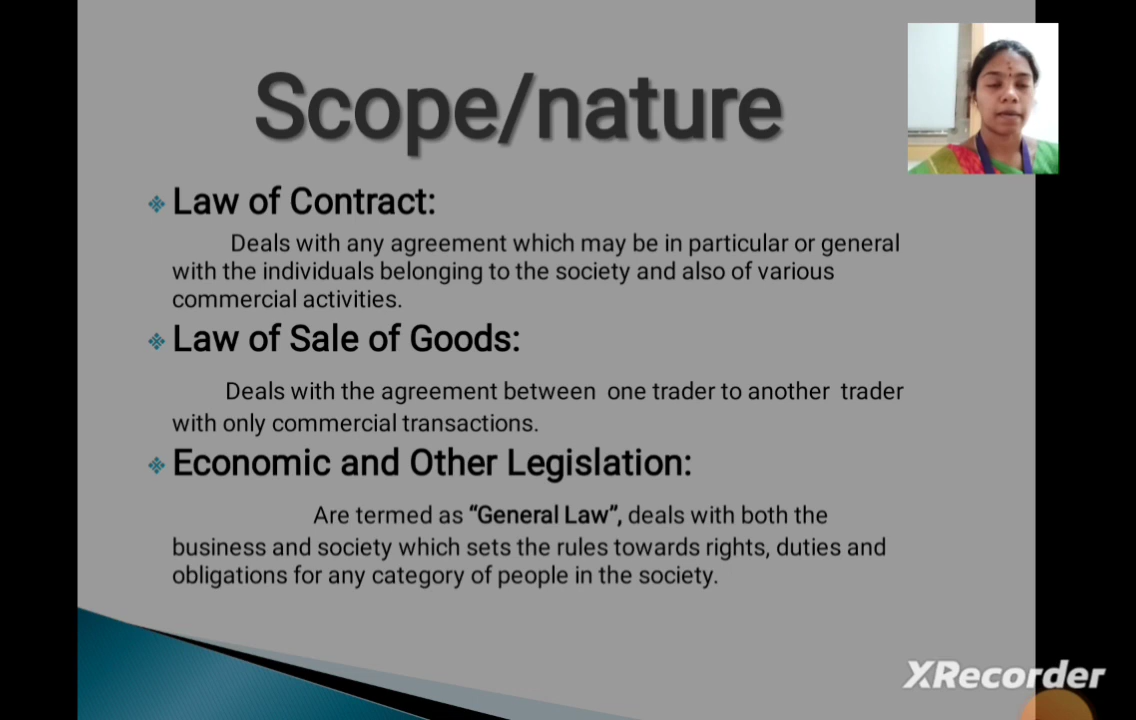 Scope/nature
Law of Contract:
Deals with any agreement which may be in particular or general
with the individuals belonging to the society and also of various
commercial activities.
Law of Sale of Goods:
Deals with the agreement between one trader to another trader
with only commercial transactions.
Economic and Other Legislation:
Are termed as “General Law”, deals with both the
business and society which sets the rules towards rights, duties and
obligations for any category of people in the society.
XRecorder